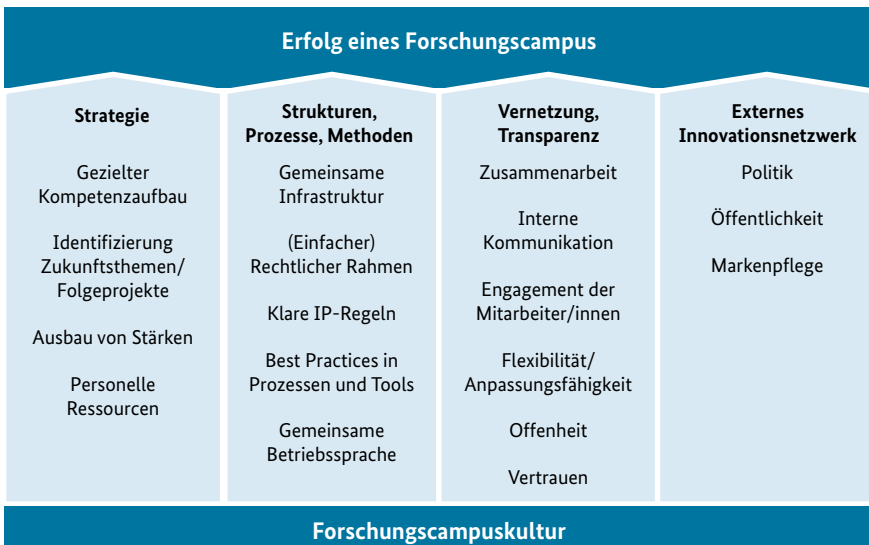 Erfolg eines Forschungscampus
Strategie
Gezielter
Kompetenzaufbau
Identifizierung
Zukunftsthemen/
Folgeprojekte
Ausbau von Stärken
Personelle
Ressourcen
Strukturen,
Prozesse, Methoden
Gemeinsame
Infrastruktur
(Einfacher)
Rechtlicher Rahmen
Klare IP-Regeln
Best Practices in
Prozessen und Tools
Gemeinsame
Betriebssprache
Vernetzung,
Transparenz
Zusammenarbeit
Interne
Kommunikation
Engagement der
Mitarbeiter/innen
Flexibilität/
Anpassungsfähigkeit
Offenheit
Vertrauen
Externes
Innovationsnetzwerk
Politik
Öffentlichkeit
Markenpflege
Forschungscampuskultur